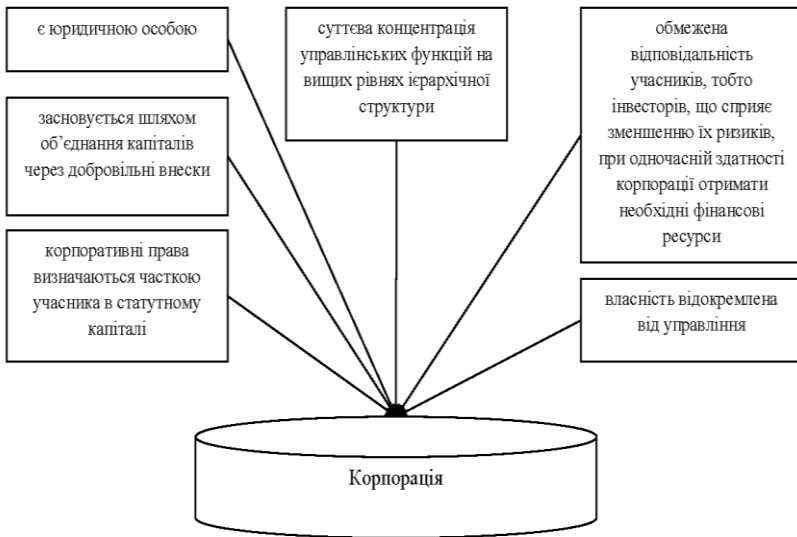 є юридичною особою
засновується шляхом
об’єднання капіталів
через добровільні внески
корпоративні права
визначаються часткою
учасника в статутному
капіталі
суттєва концентрація
управлінських функцій на
вищих рівнях ієрархічної
структури
обмежена
відповідальність
учасників, тобто
інвесторів, що сприяє
зменшенню їх ризиків,
при одночасній здатності
корпорації отримати
необхідні фінансові
ресурси
власність відокремлена
від управління
Корпорація